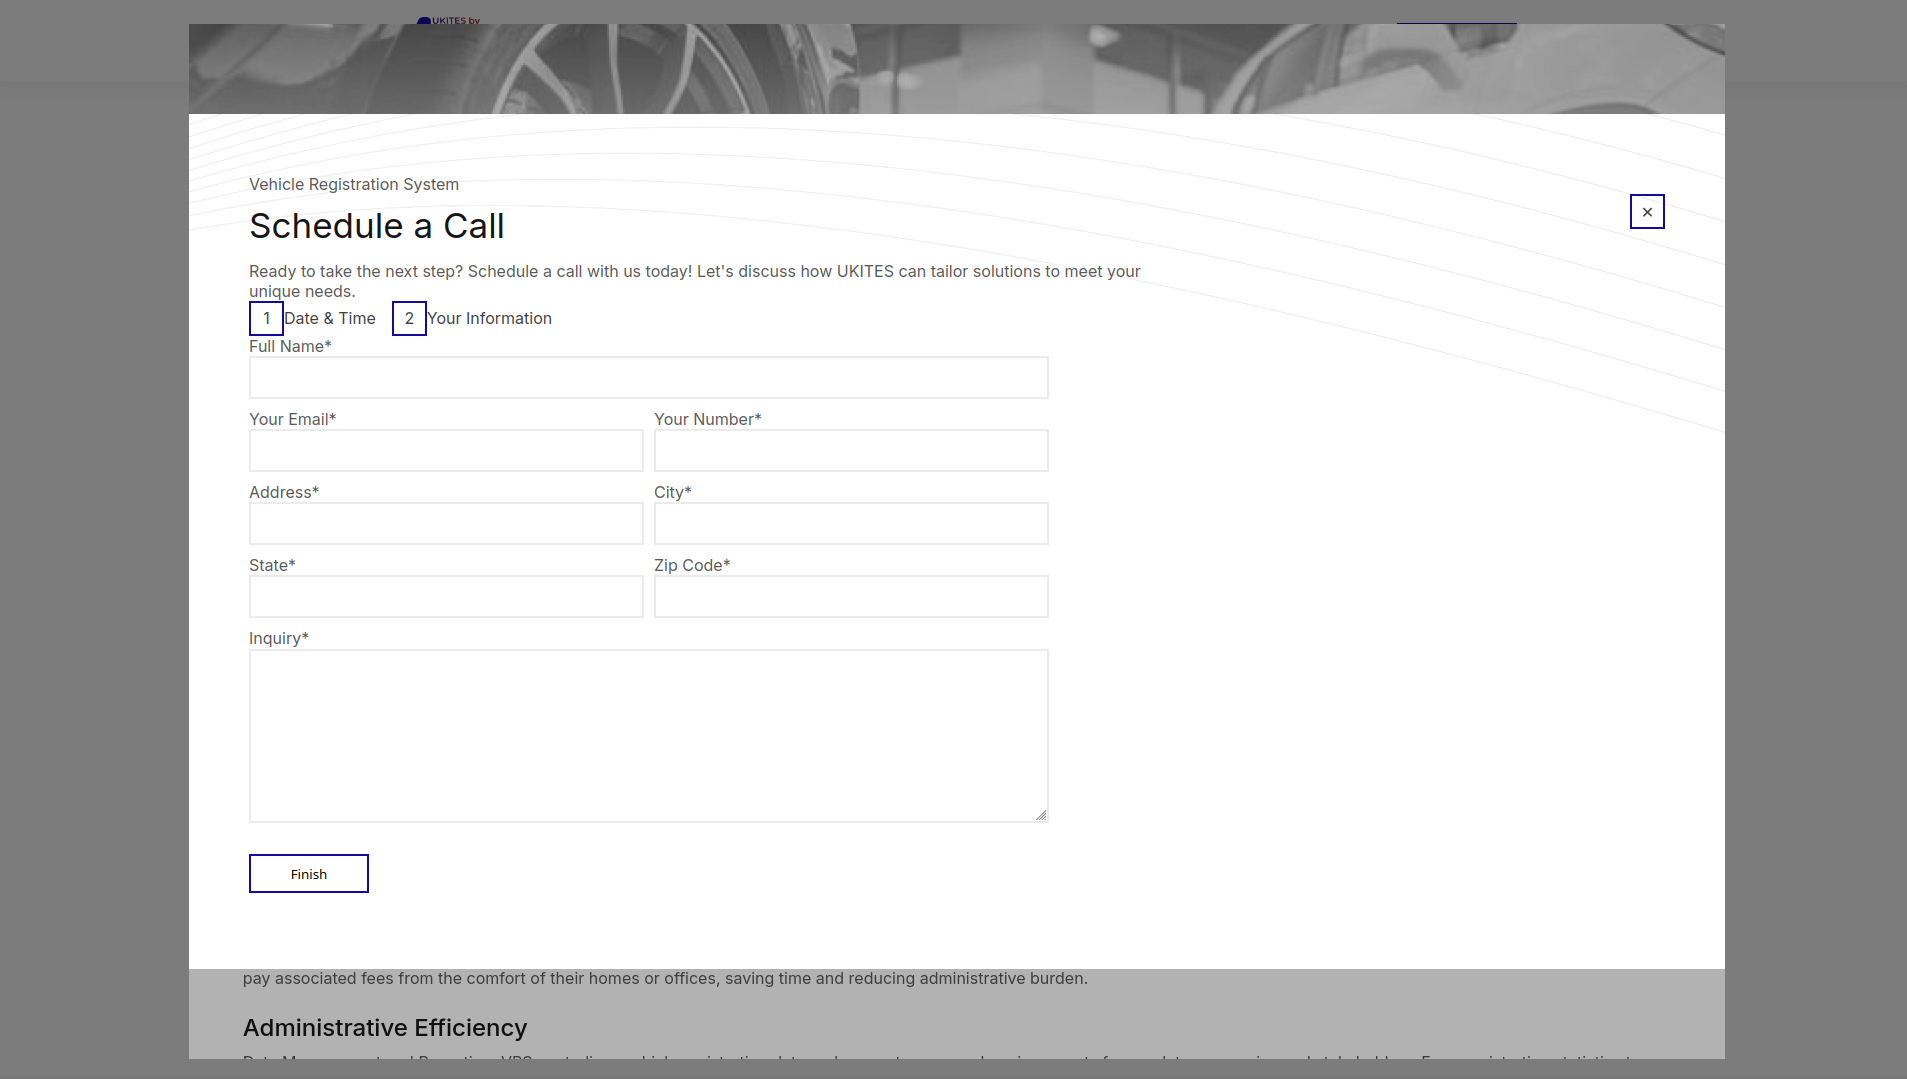 UKITES by
Vehicle Registration System
Schedule a Call
×
Ready to take the next step? Schedule a call with us today! Let's discuss how UKITES can tailor solutions to meet your
unique needs.
1 Date & Time 2 Your Information
Full Name*
Your Email* Your Number*
Address* City*
State* Zip Code*
Inquiry*
Finish
pay associated fees from the comfort of their homes or offices, saving time and reducing administrative burden.
Administrative Efficiency